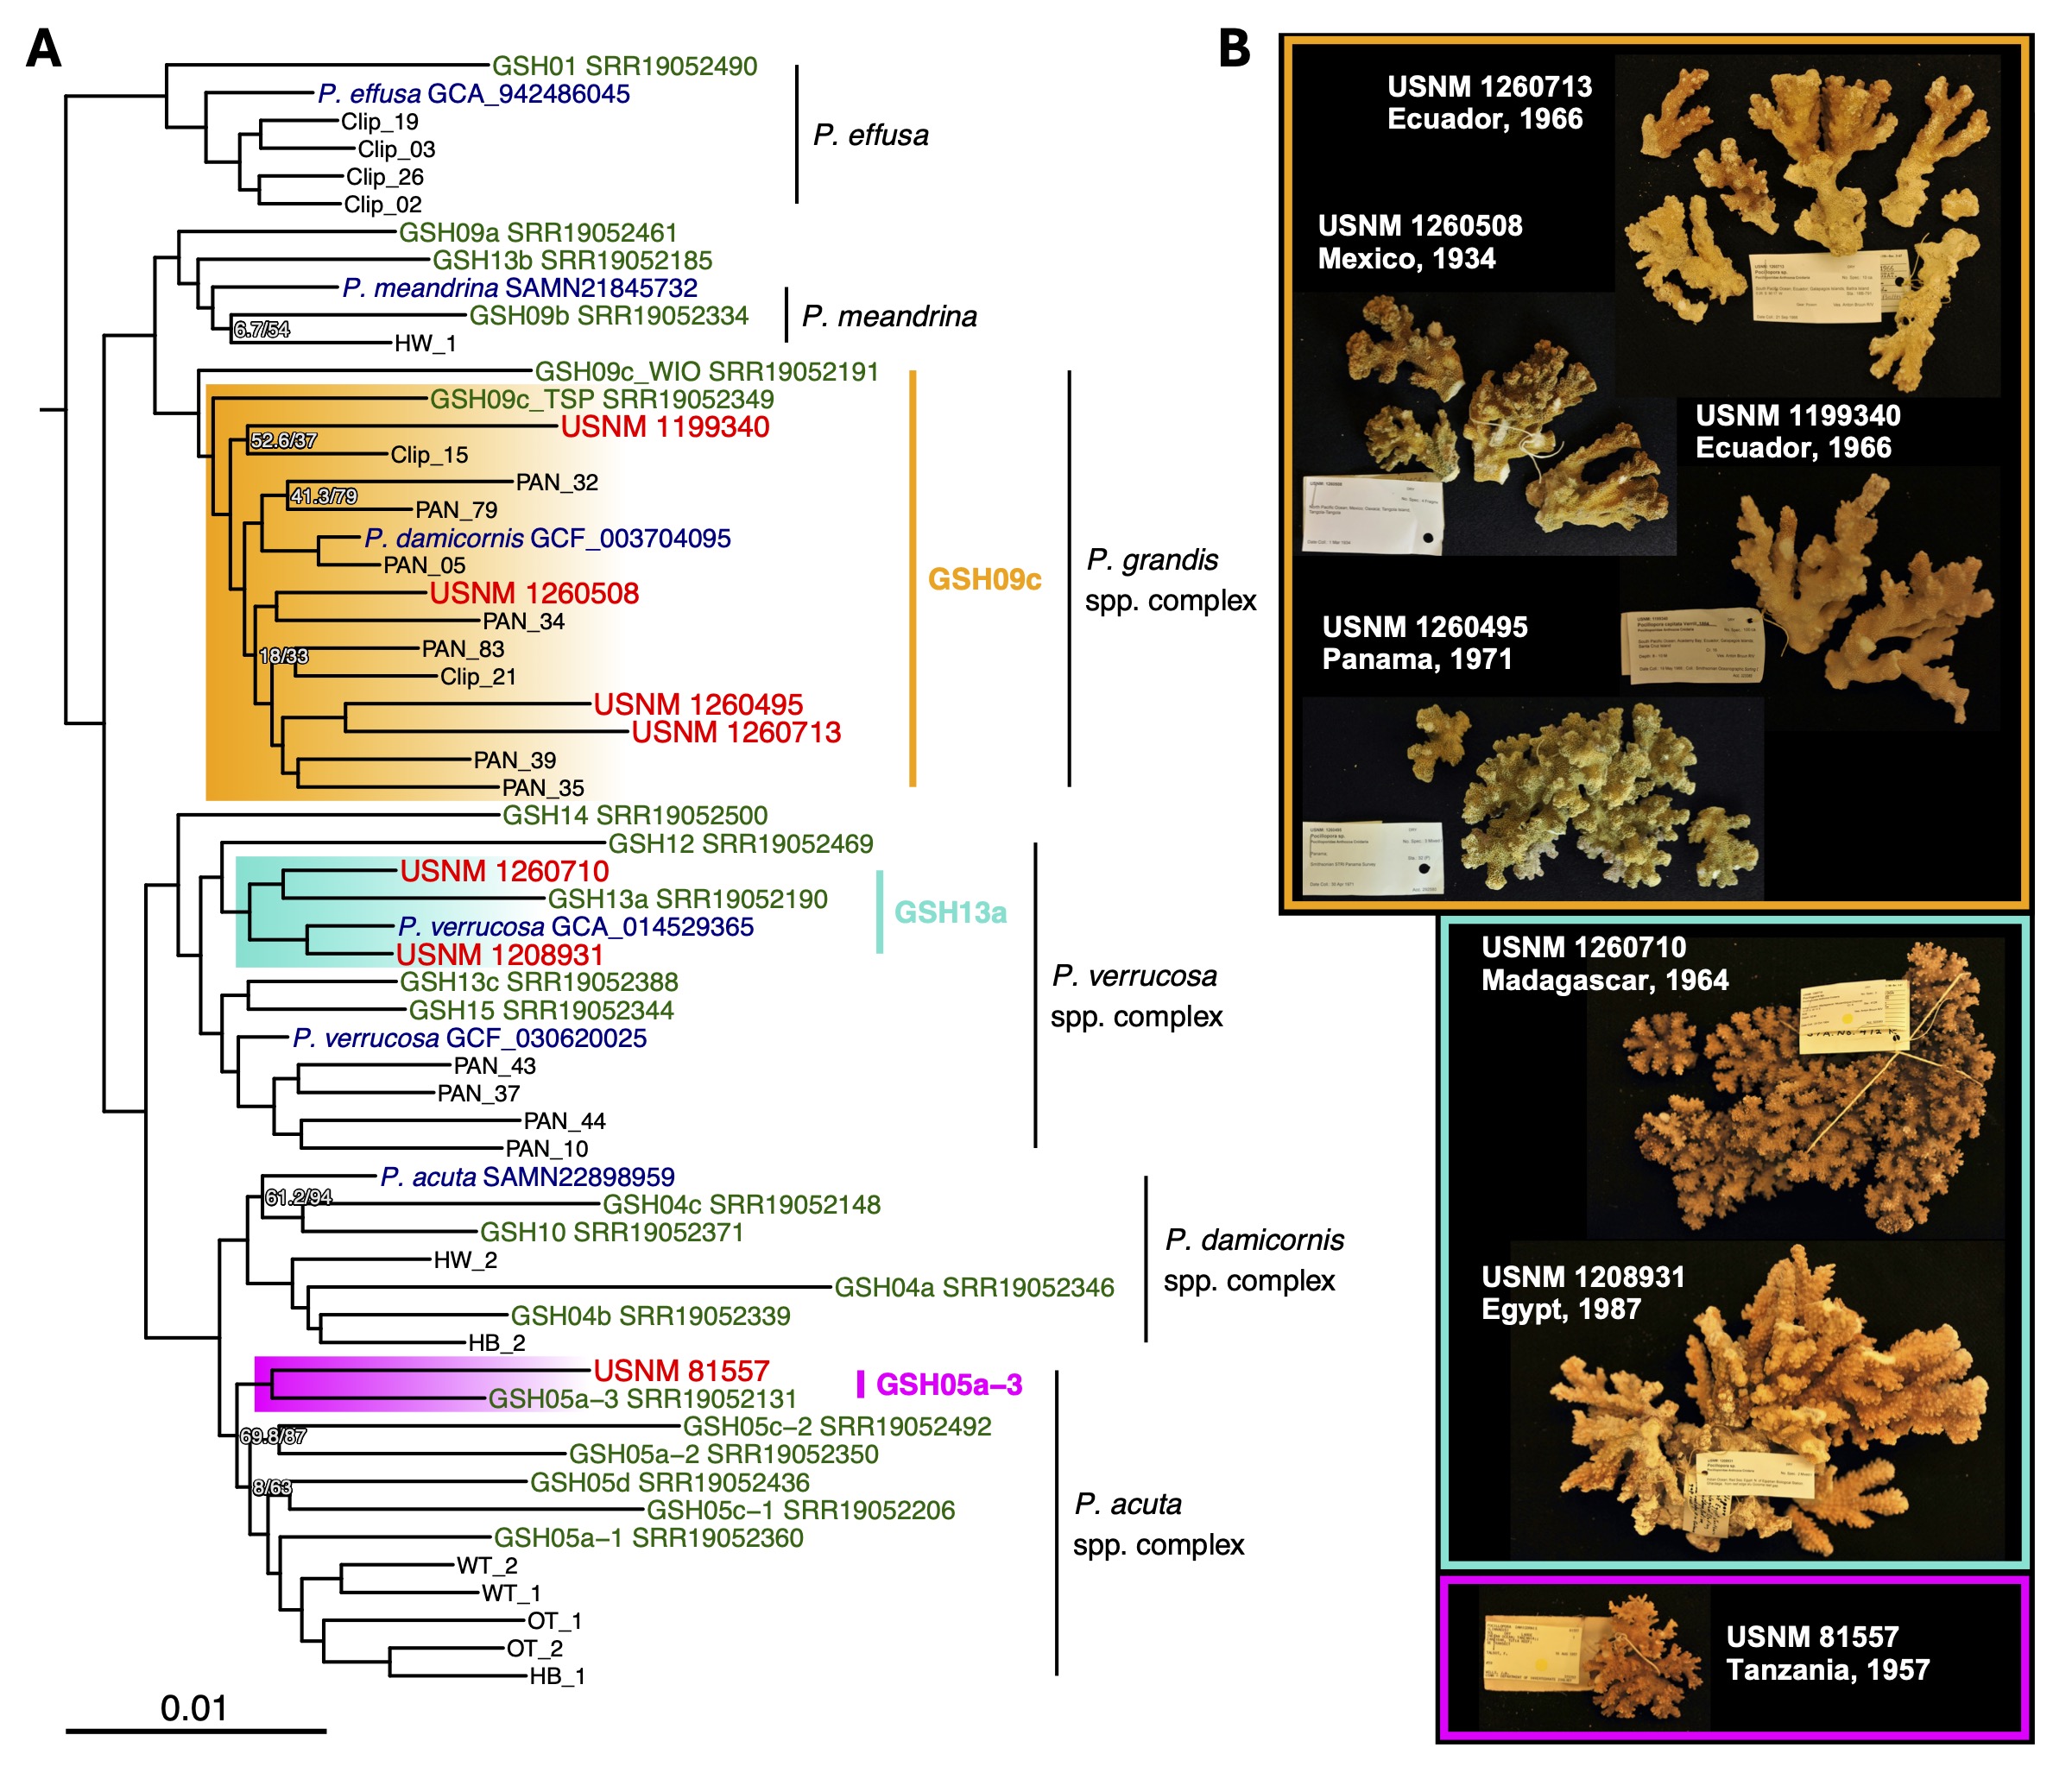 A
GSH01 SRR19052490
P. effusa GCA_942486045
Clip_19
Clip_03
Clip_26
Clip_02
P. effusa
GSH09a SRR19052461
GSH13b SRR19052185
P. meandrina SAMN21845732
GSH09b SRR19052334
6.7/54
HW_1
P. meandrina
GSH09c_WIO SRR19052191
GSH09c_TSP SRR19052349
USNM 1199340
52.6/37
Clip_15
PAN_32
41.3/79
PAN_79
P. damicornis GCF_003704095
PAN_05
USNM 1260508
PAN_34
PAN_83
18/33
Clip_21
USNM 1260495
USNM 1260713
PAN_39
PAN_35
GSH09c
P. grandis
spp. complex
GSH14 SRR19052500
GSH12 SRR19052469
USNM 1260710
GSH13a SRR19052190
P. verrucosa GCA_014529365
USNM 1208931
GSH13a
GSH13c SRR19052388
GSH15 SRR19052344
P. verrucosa GCF_030620025
PAN_43
PAN_37
PAN_44
PAN_10
P. verrucosa
spp. complex
P. acuta SAMN22898959
61.2/94
GSH04c SRR19052148
GSH10 SRR19052371
HW_2
GSH04a SRR19052346
GSH04b SRR19052339
HB_2
P. damicornis
spp. complex
USNM 81557
GSH05a–3 SRR19052131
GSH05a–3
GSH05c–2 SRR19052492
69.8/87
GSH05a–2 SRR19052350
GSH05d SRR19052436
8/63
GSH05c–1 SRR19052206
GSH05a–1 SRR19052360
WT_2
WT_1
OT_1
OT_2
HB_1
P. acuta
spp. complex
0.01
B
USNM 1260713
Ecuador, 1966
USNM 1260508
Mexico, 1934
USNM 1199340
Ecuador, 1966
USNM 1260495
Panama, 1971
USNM 1260710
Madagascar, 1964
USNM 1208931
Egypt, 1987
USNM 81557
Tanzania, 1957